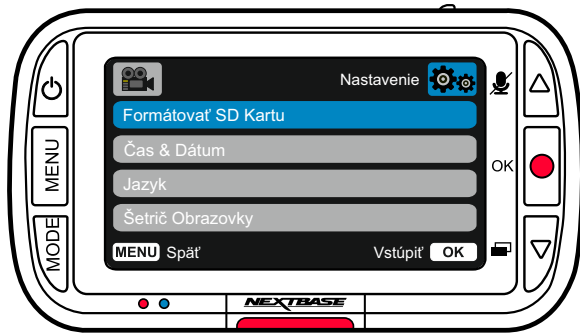 Nastavenie
Formátovať SD Kartu
Čas & Dátum
Jazyk
Šetrič Obrazovky
MENU Späť Vstúpiť OK
MENU
MODE
OK
NEXTBASE